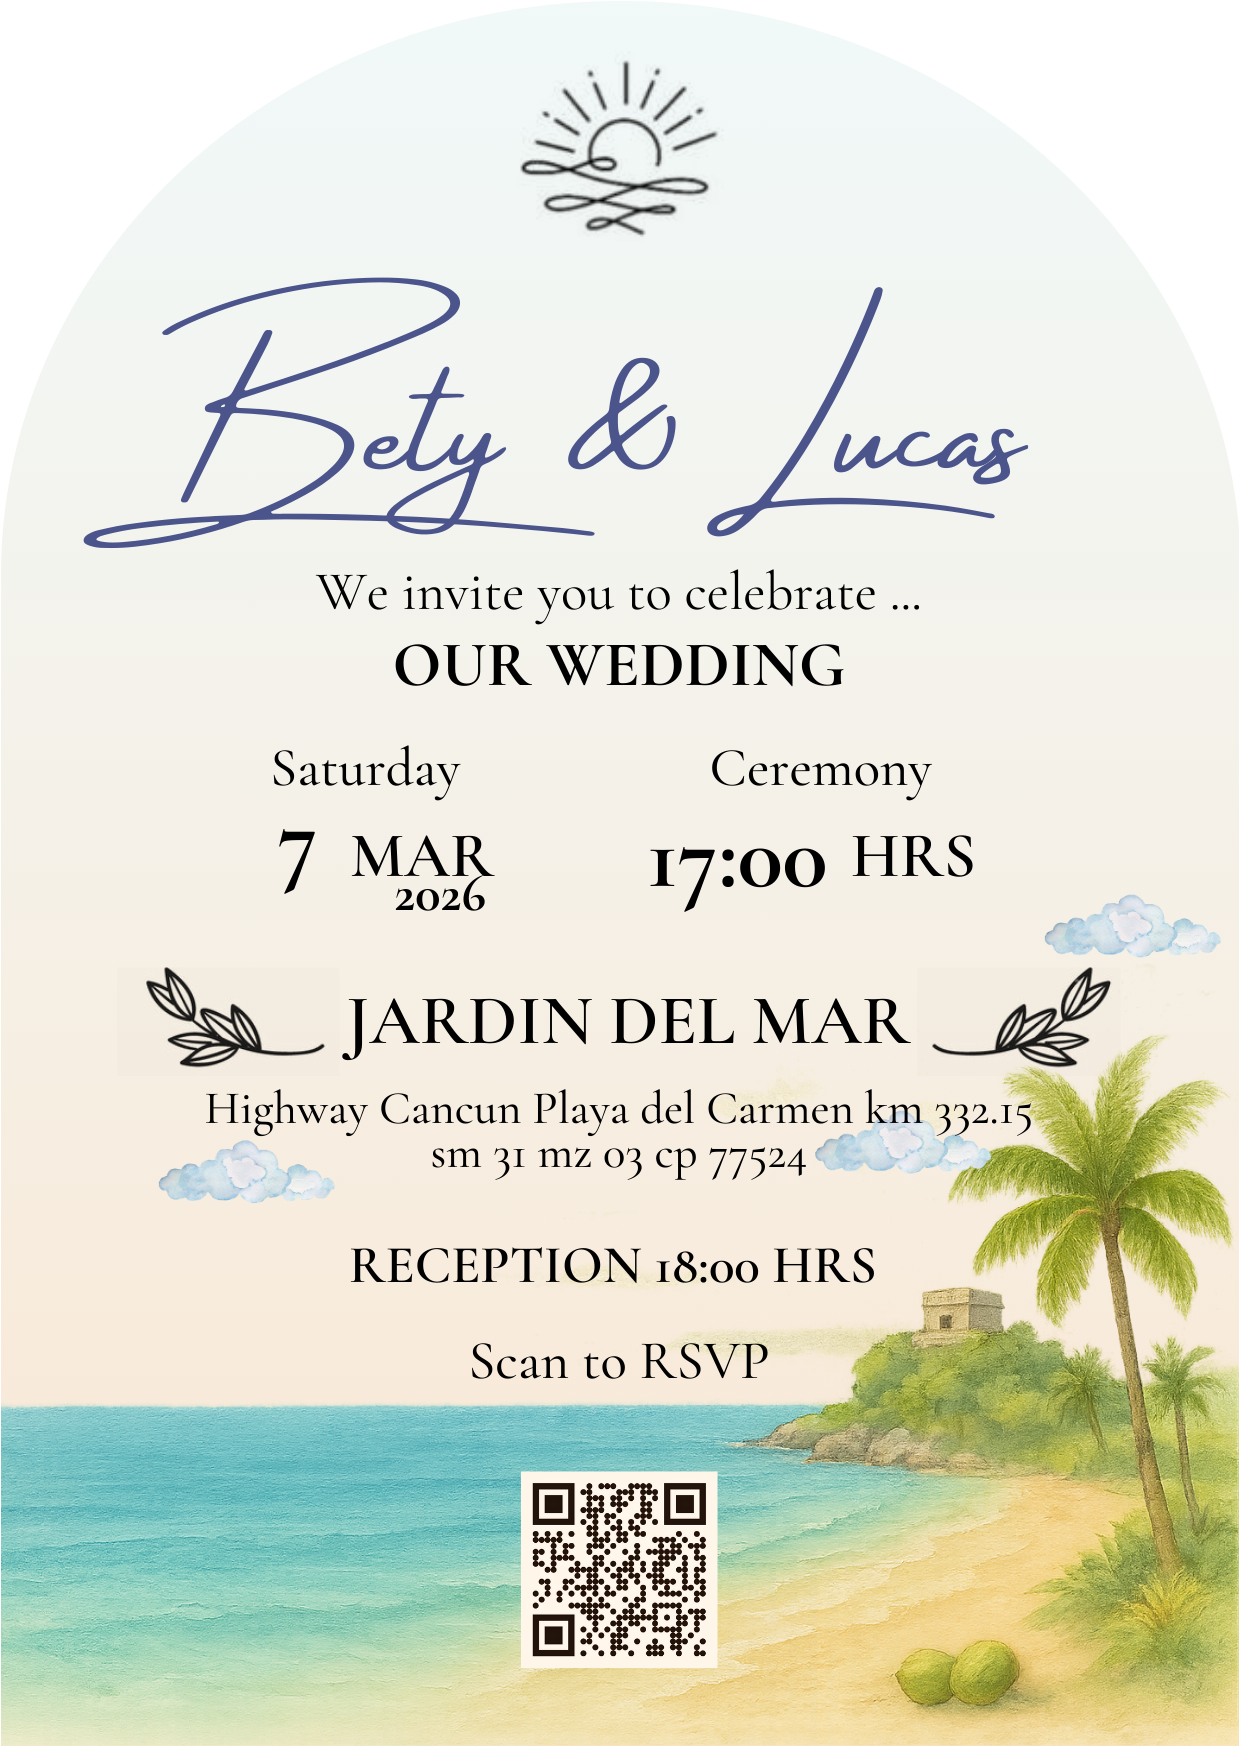 Bety & Lucas
We invite you to celebrate ...
OUR WEDDING
Saturday
7 MAR
2026
Ceremony
17:00 HRS
JARDIN DEL MAR
Highway Cancun Playa del Carmen km 332.15
sm 31 mz 03 cp 77524
RECEPTION 18:00 HRS
Scan to RSVP